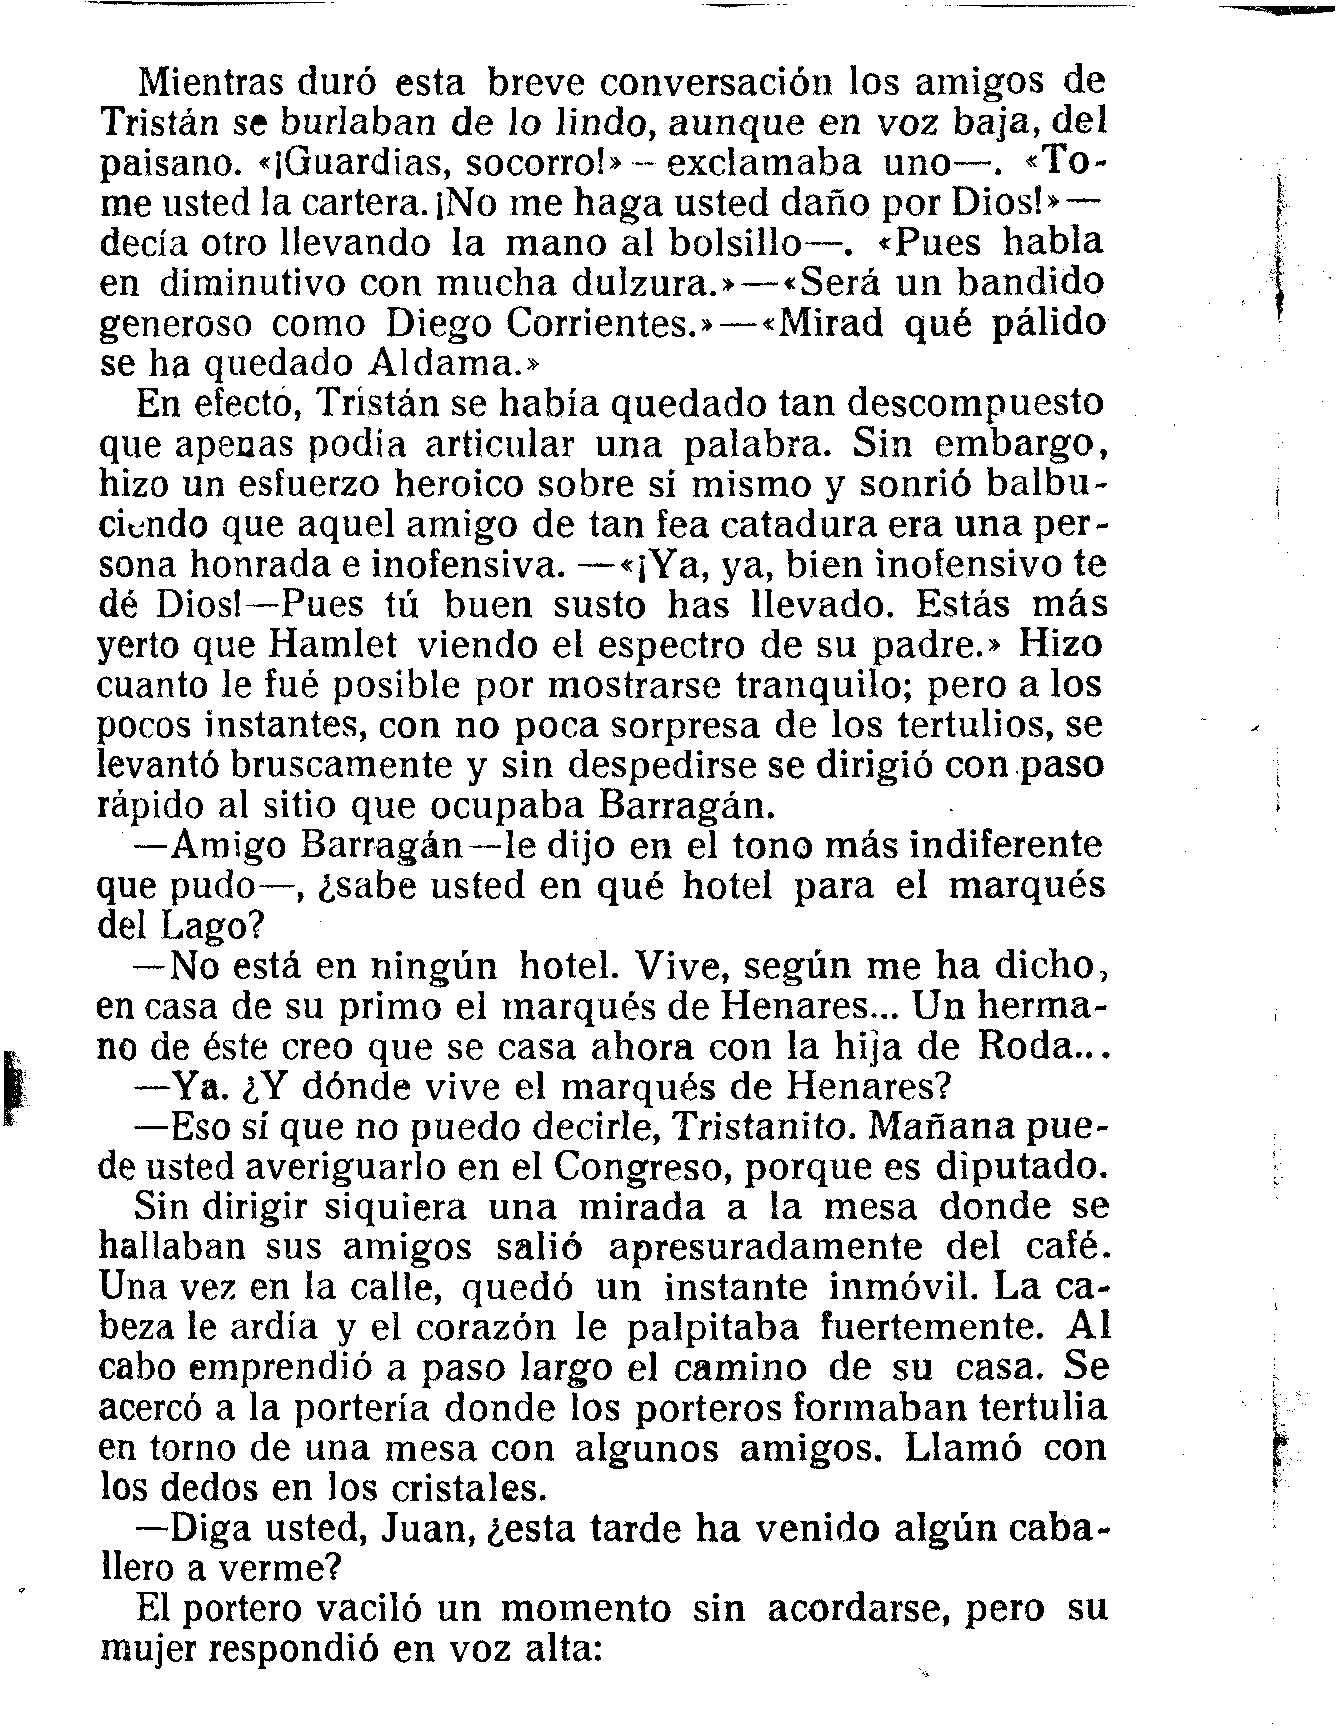 Mientras duró esta breve conversación los amigos de
Tristán se burlaban de lo lindo, aunque en voz baja, del
paisano. «¡Guardias, socorro!» – exclamaba uno—. «To-
me usted la cartera. ¡No me haga usted daño por Dios!»—
decía otro llevando la mano al bolsillo—. «Pues habla
en diminutivo con mucha dulzura.»—«Será un bandido
generoso como Diego Corrientes.»—«Mirad qué pálido
se ha quedado Aldama.»
En efecto, Tristán se había quedado tan descompuesto
que apenas podía articular una palabra. Sin embargo,
hizo un esfuerzo heroico sobre sí mismo y sonrió balbu-
ciendo que aquel amigo de tan fea catadura era una per-
sona honrada e inofensiva. —«¡Ya, ya, bien inofensivo te
dé Dios!—Pues tú buen susto has llevado. Estás más
yerto que Hamlet viendo el espectro de su padre.» Hizo
cuanto le fué posible por mostrarse tranquilo; pero a los
pocos instantes, con no poca sorpresa de los tertulios, se
levantó bruscamente y sin despedirse se dirigió con paso
rápido al sitio que ocupaba Barragán.
—Amigo Barragán—le dijo en el tono más indiferente
que pudo—, ¿sabe usted en qué hotel para el marqués
del Lago?
—No está en ningún hotel. Vive, según me ha dicho,
en casa de su primo el marqués de Henares... Un herma-
no de éste creo que se casa ahora con la hija de Roda...
—Ya. ¿Y dónde vive el marqués de Henares?
—Eso sí que no puedo decirle, Tristanito. Mañana pue-
de usted averiguarlo en el Congreso, porque es diputado.
Sin dirigir siquiera una mirada a la mesa donde se
hallaban sus amigos salió apresuradamente del café.
Una vez en la calle, quedó un instante inmóvil. La ca-
beza le ardía y el corazón le palpitaba fuertemente. Al
cabo emprendió a paso largo el camino de su casa. Se
acercó a la portería donde los porteros formaban tertulia
en torno de una mesa con algunos amigos. Llamó con
los dedos en los cristales.
—Diga usted, Juan, ¿esta tarde ha venido algún caba-
llero a verme?
El portero vaciló un momento sin acordarse, pero su
mujer respondió en voz alta: